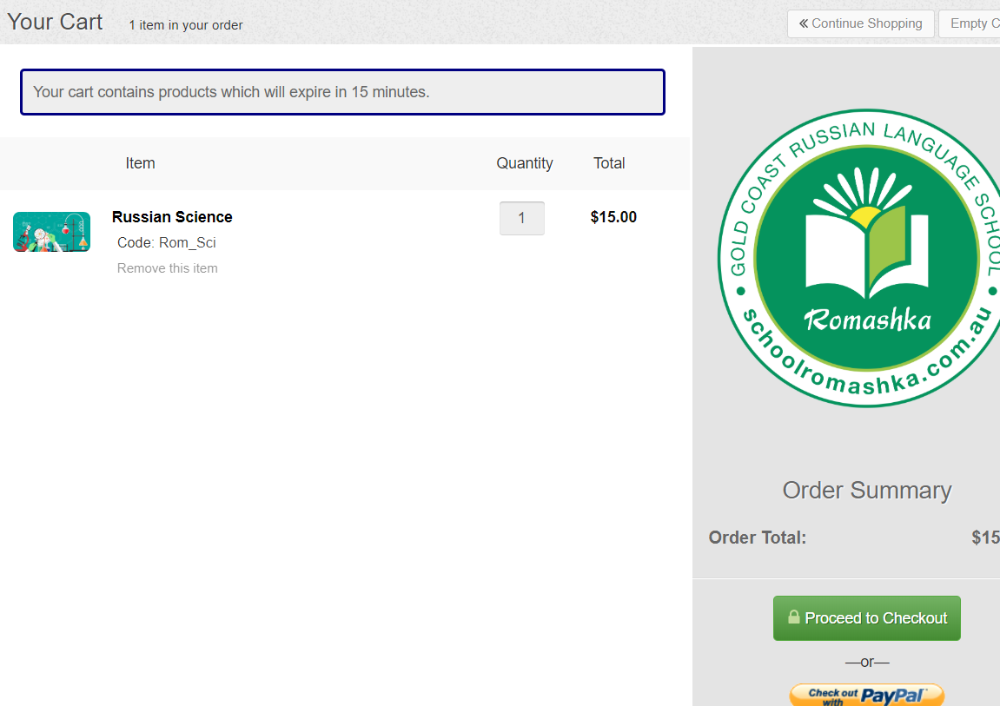 Your Cart 1 item in your order
Continue Shopping
Empty C
Your cart contains products which will expire in 15 minutes.
Item Quantity Total
Russian Science 1 $15.00
Code: Rom_Sci
Remove this item
GOLD COAST RUSSIAN LANGUAGE SCHOOL
Romashka
schoolromashka.com.au
Order Summary
Order Total: $15
Proceed to Checkout
—or—
Check out
with PayPal